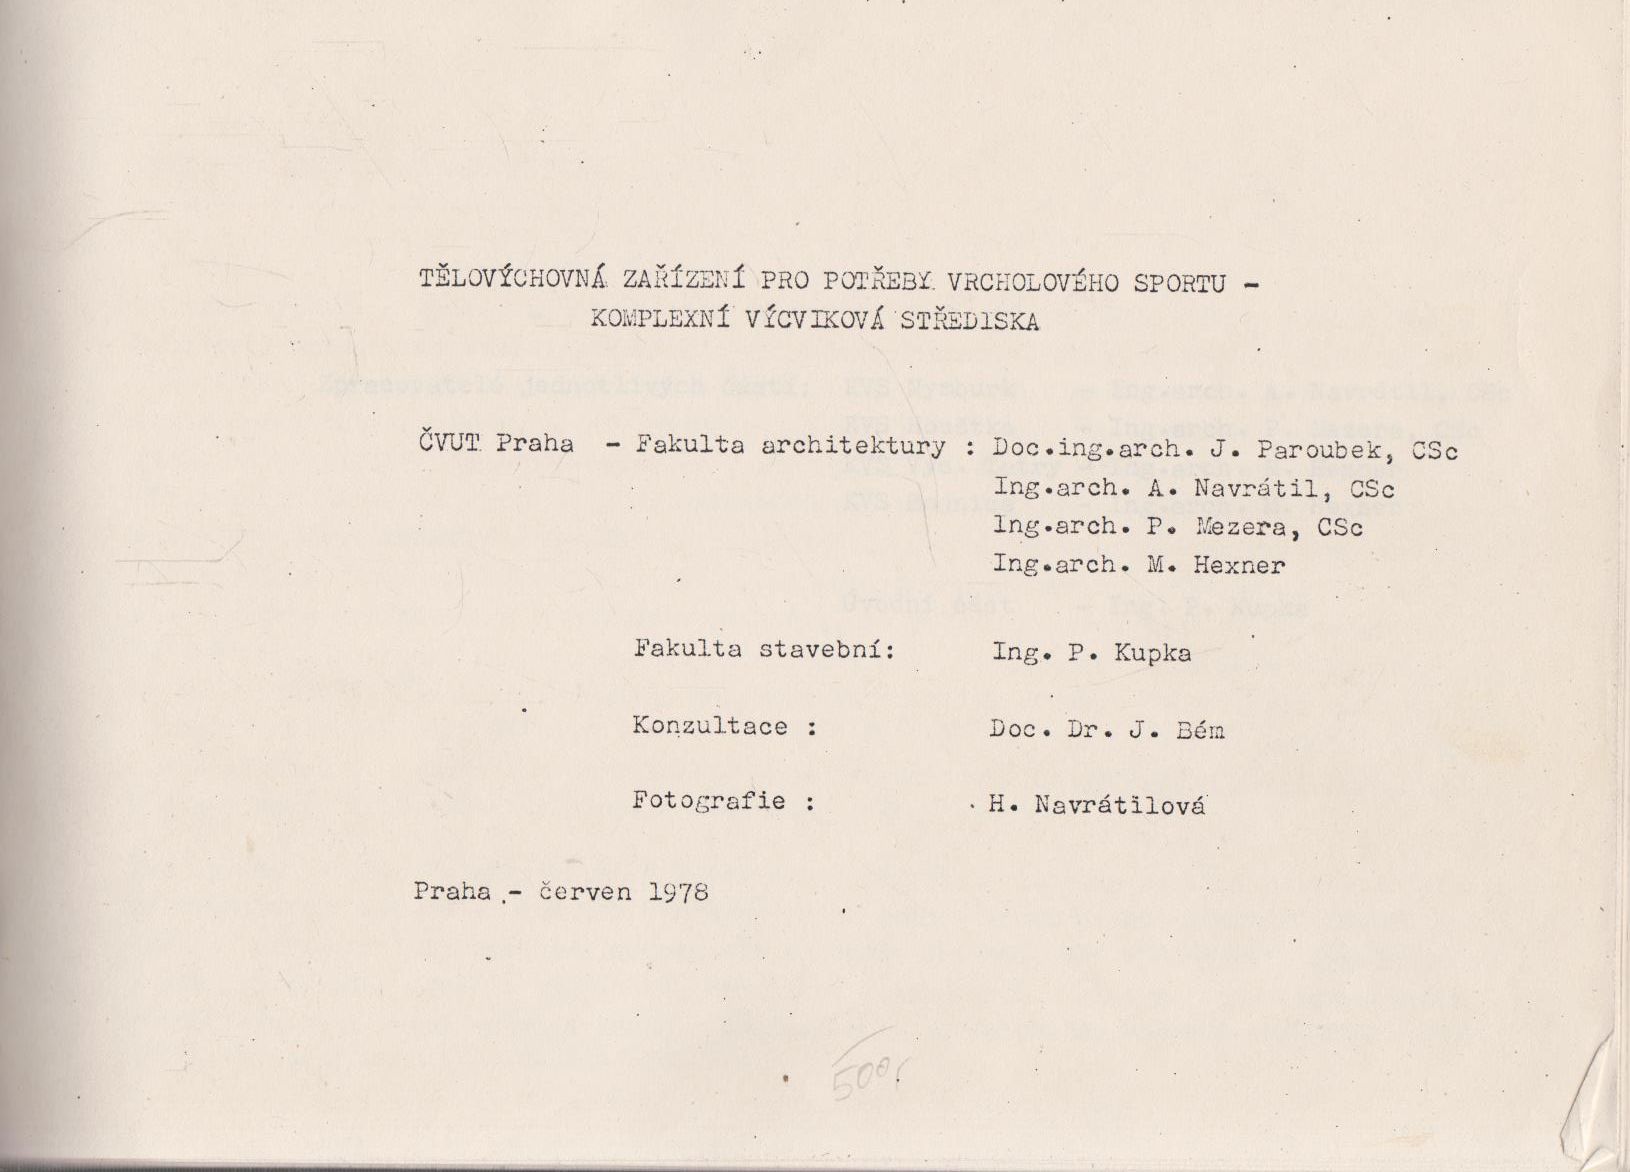 TĚLOVÝCHOVNÁ ZAŘÍZENÍ PRO POTŘEBY VRCHOLOVÉHO SPORTU –
KOMPLEXNÍ VÝCVIKOVÁ STŘEDISKA
ČVUT Praha – Fakulta architektury : Doc.ing.arch. J. Paroubek, CSc
Ing.arch. A. Navrátil, CSc
Ing.arch. P. Mezera, CSc
Ing.arch. M. Hexner
Fakulta stavební: Ing. P. Kupka
Konzultace : Doc. Dr. J. Bém
Fotografie : H. Navrátilová
Praha – červen 1978
500,